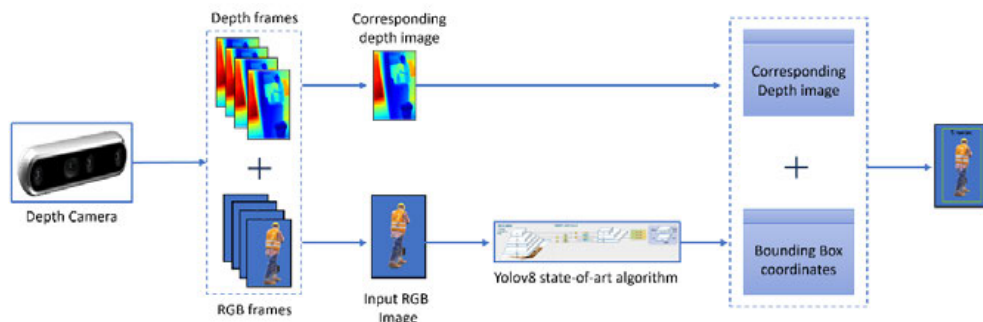 Depth frames
Corresponding
depth image
Corresponding
Depth image
+
+
Depth Camera
Yolov8 state-of-art algorithm
Bounding Box
coordinates
RGB frames
Input RGB
Image